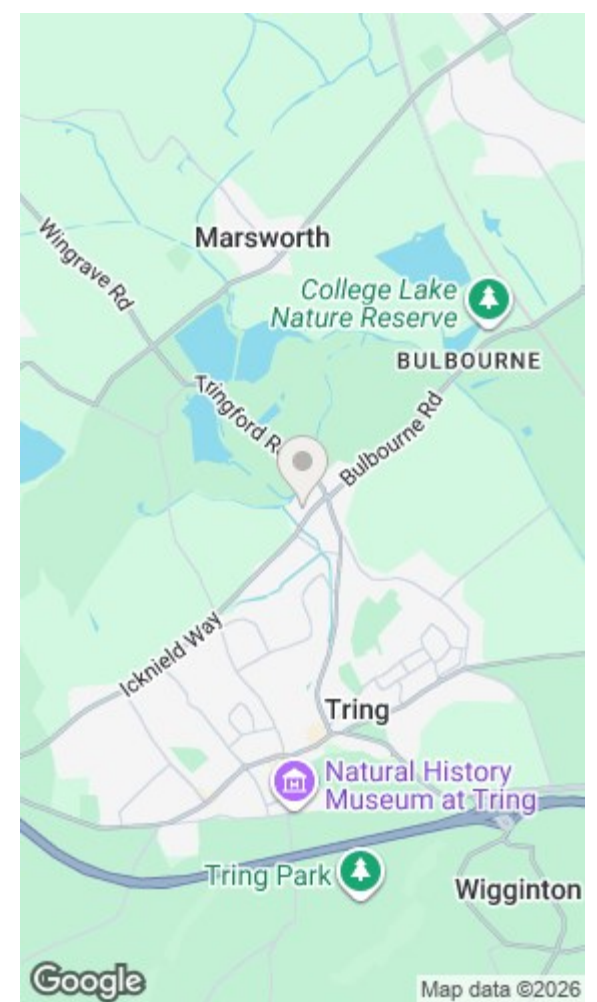 Marsworth
Wingrave Rd
College Lake
Nature Reserve
BULBOURNE
Tringford R
Bulbourne Rd
Icknield Way
Tring
Natural History
Museum at Tring
Tring Park
Wigginton
Google
Map data ©2026